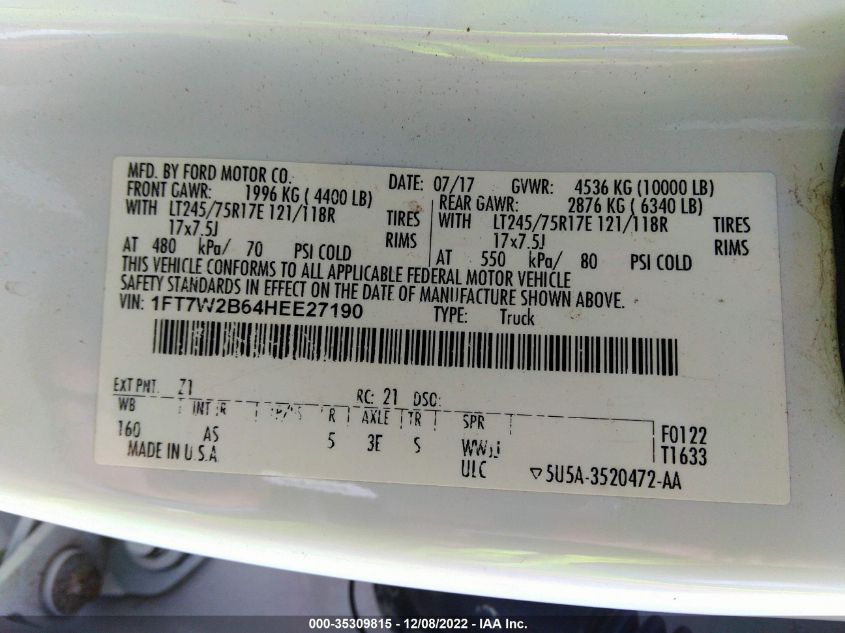 MFD. BY FORD MOTOR CO. DATE: 07/17 GVWR: 4536 KG (10000 LB)
FRONT GAWR: 1996 KG ( 4400 LB) REAR GAWR: 2876 KG ( 6340 LB)
WITH LT245/75R17E 121/118R TIRES WITH LT245/75R17E 121/118R TIRES
17x7.5J RIMS 17x7.5J RIMS
AT 480 kPa/ 70 PSI COLD AT 550 kPa/ 80 PSI COLD
THIS VEHICLE CONFORMS TO ALL APPLICABLE FEDERAL MOTOR VEHICLE
SAFETY STANDARDS IN EFFECT ON THE DATE OF MANUFACTURE SHOWN ABOVE.
VIN: 1FT7W2B64HEE27190 TYPE: Truck
EXT PNT. Z1 RC: 21 DSO:
WB INT R AXLE TR SPR F0122
160 AS 5 3E S T1633
MADE IN U.S.A. ULC ▽5U5A-3520472-AA
000-35309815 - 12/08/2022 - IAA Inc.